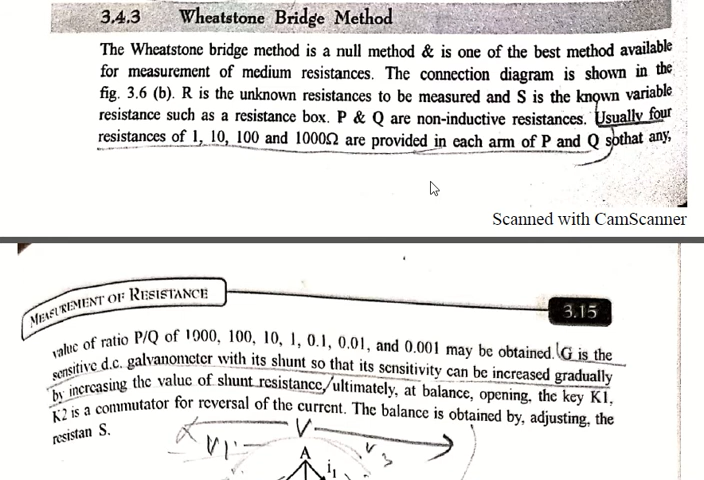 3.4.3 Wheatstone Bridge Method
The Wheatstone bridge method is a null method & is one of the best method available
for measurement of medium resistances. The connection diagram is shown in the
fig. 3.6 (b). R is the unknown resistances to be measured and S is the known variable
resistance such as a resistance box. P & Q are non-inductive resistances. Usually four
resistances of 1, 10, 100 and 1000Ω are provided in each arm of P and Q sothat any,
Scanned with CamScanner
MEASUREMENT OF RESISTANCE
3.15
value of ratio P/Q of 1000, 100, 10, 1, 0.1, 0.01, and 0.001 may be obtained. G is the
sensitive d.c. galvanometer with its shunt so that its sensitivity can be increased gradually
by increasing the value of shunt resistance, ultimately, at balance, opening, the key K1,
K2 is a commutator for reversal of the current. The balance is obtained by, adjusting, the
resistan S.
V
V1
V3
A
i1